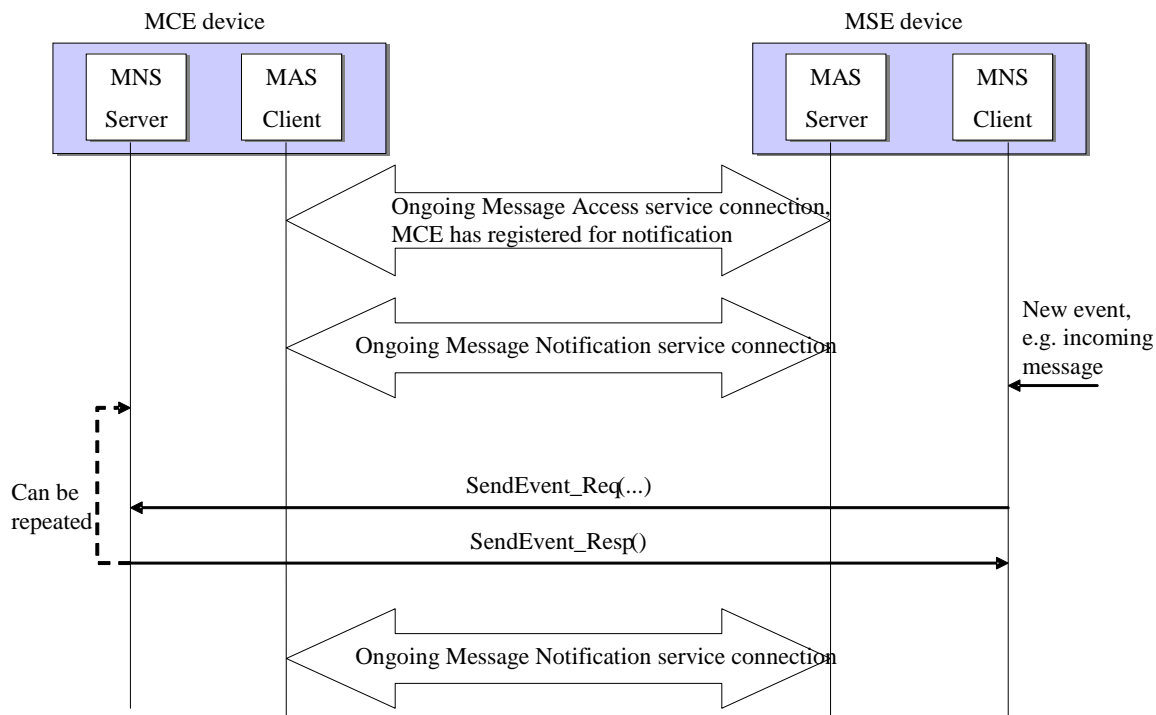 MCE device
MSE device
MNS
Server
MAS
Client
MAS
Server
MNS
Client
Ongoing Message Access service connection,
MCE has registered for notification
New event,
e.g. incoming
message
Ongoing Message Notification service connection
SendEvent_Req(...)
Can be
repeated
SendEvent_Resp()
Ongoing Message Notification service connection